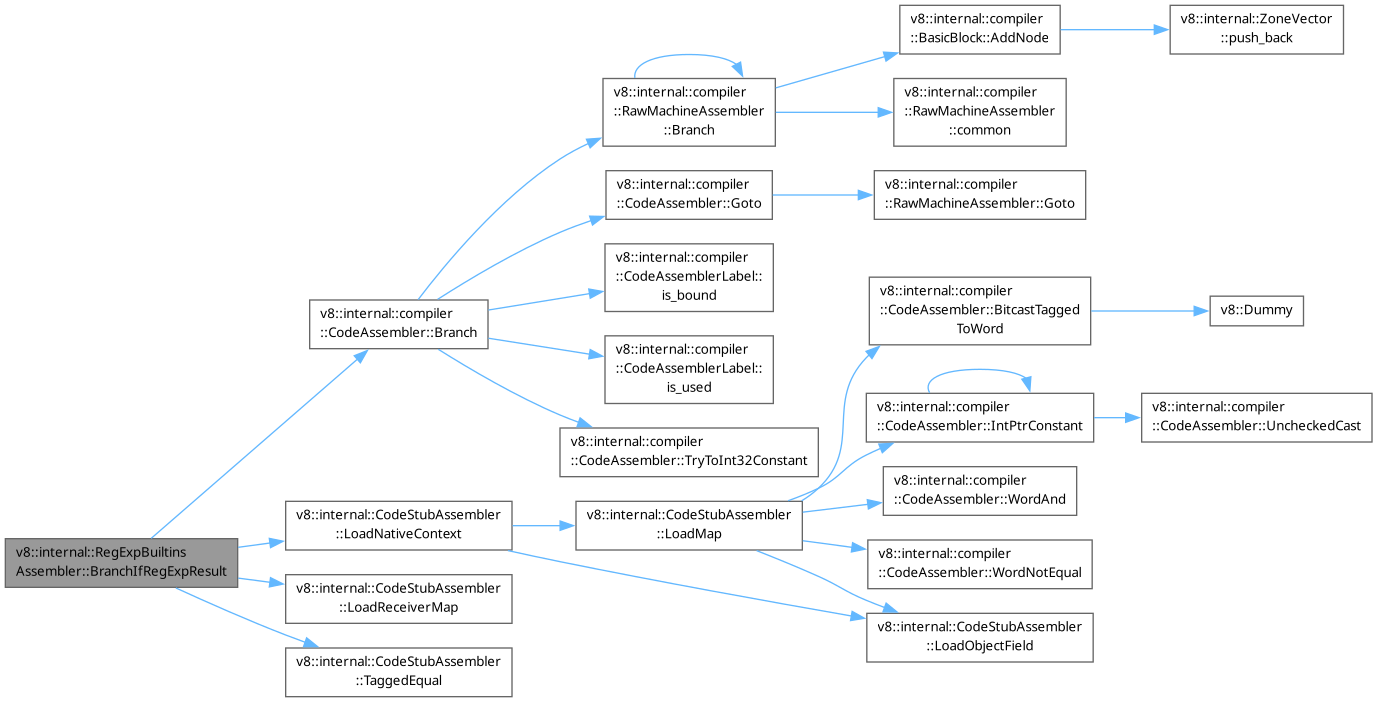 v8::internal::RegExpBuiltins
Assembler::BranchIfRegExpResult
v8::internal::compiler
::CodeAssembler::Branch
v8::internal::compiler
::RawMachineAssembler
::Branch
v8::internal::compiler
::BasicBlock::AddNode
v8::internal::ZoneVector
::push_back
v8::internal::compiler
::RawMachineAssembler
::common
v8::internal::compiler
::CodeAssembler::Goto
v8::internal::compiler
::RawMachineAssembler::Goto
v8::internal::compiler
::CodeAssemblerLabel::
is_bound
v8::internal::compiler
::CodeAssemblerLabel::
is_used
v8::internal::compiler
::CodeAssembler::TryToInt32Constant
v8::internal::CodeStubAssembler
::LoadNativeContext
v8::internal::CodeStubAssembler
::LoadMap
v8::internal::compiler
::CodeAssembler::BitcastTagged
ToWord
v8::Dummy
v8::internal::compiler
::CodeAssembler::IntPtrConstant
v8::internal::compiler
::CodeAssembler::UncheckedCast
v8::internal::compiler
::CodeAssembler::WordAnd
v8::internal::compiler
::CodeAssembler::WordNotEqual
v8::internal::CodeStubAssembler
::LoadObjectField
v8::internal::CodeStubAssembler
::LoadReceiverMap
v8::internal::CodeStubAssembler
::TaggedEqual